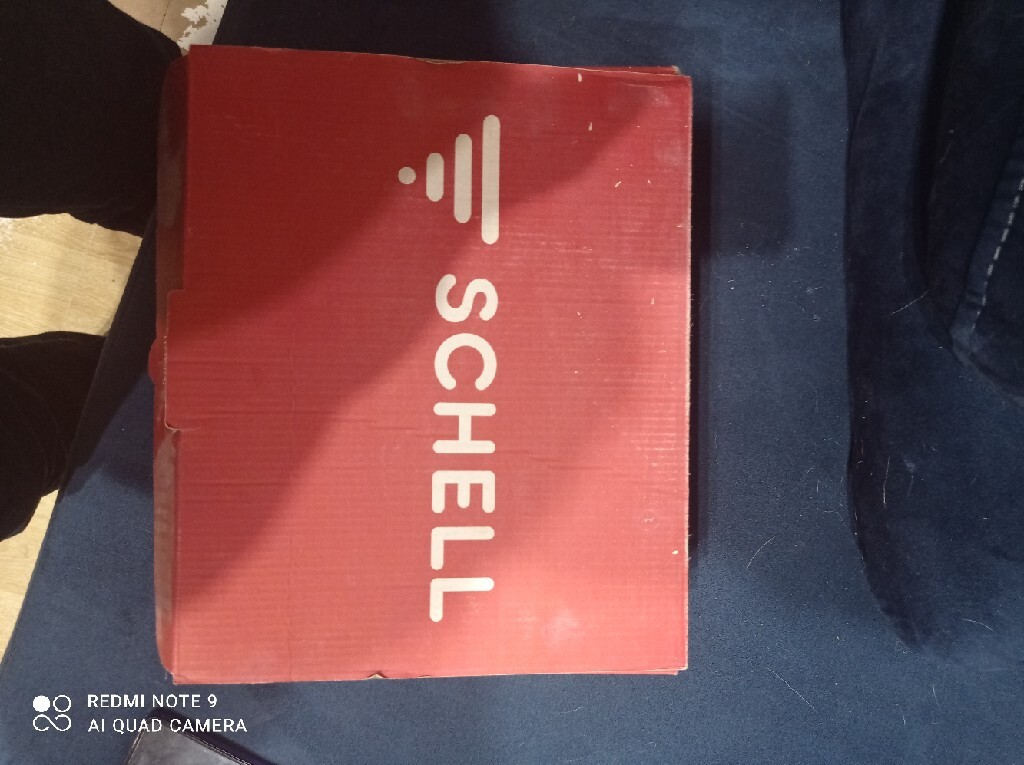 SCHELL
REDMI NOTE 9
AI QUAD CAMERA